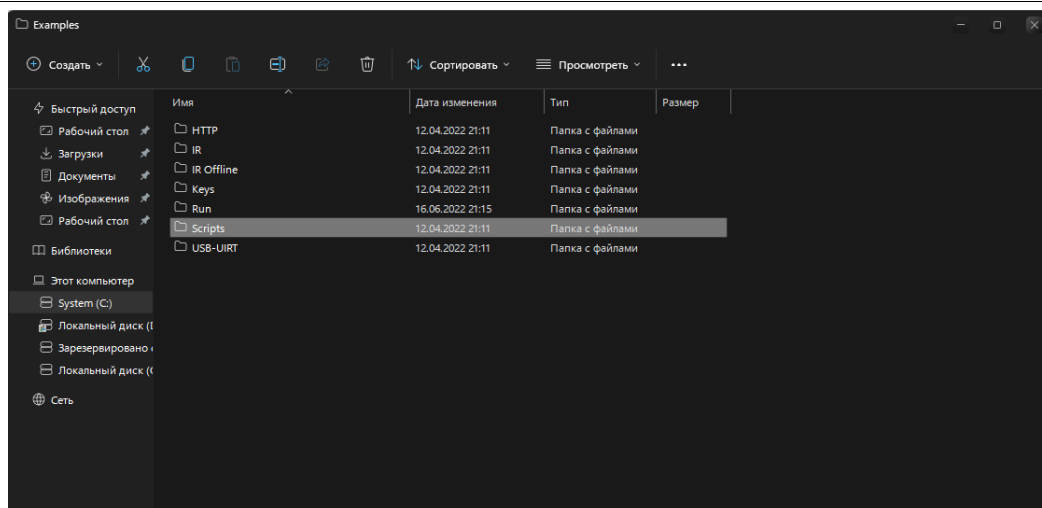 Examples
Создать Сортировать Просмотреть
Имя Дата изменения Тип Размер
Быстрый доступ
Рабочий стол
Загрузки
Документы
Изображения
Рабочий стол
Библиотеки
Этот компьютер
System (C:)
Локальный диск (
Зарезервировано
Локальный диск (
Сеть
HTTP 12.04.2022 21:11 Папка с файлами
IR 12.04.2022 21:11 Папка с файлами
IR Offline 12.04.2022 21:11 Папка с файлами
Keys 12.04.2022 21:11 Папка с файлами
Run 16.06.2022 21:15 Папка с файлами
Scripts 12.04.2022 21:11 Папка с файлами
USB-UIRT 12.04.2022 21:11 Папка с файлами